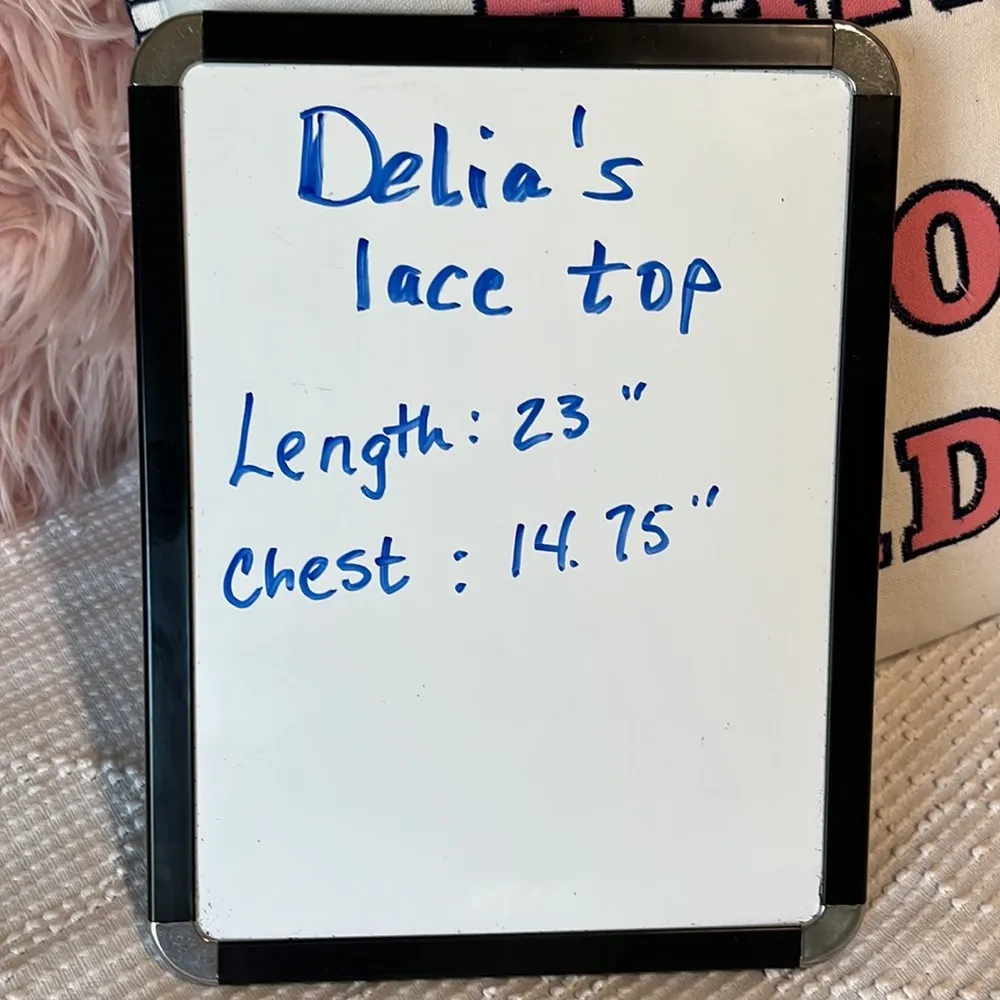 Delia's
lace top
Length: 23"
Chest: 14.75"